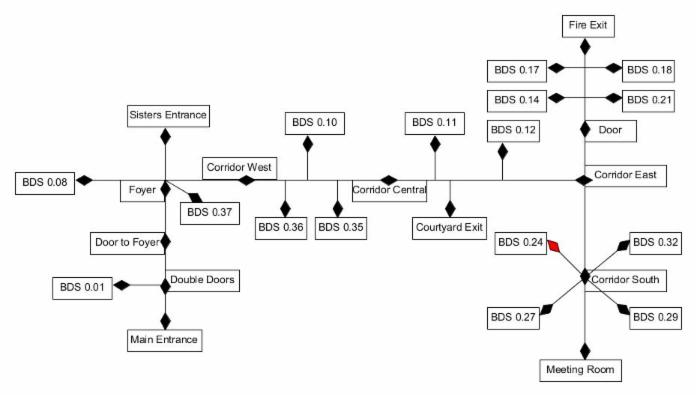 Fire Exit
BDS 0.17
BDS 0.18
BDS 0.14
BDS 0.21
Sisters Entrance
BDS 0.10
BDS 0.11
BDS 0.12
Door
Corridor West
Corridor East
BDS 0.08
Foyer
Corridor Central
BDS 0.37
BDS 0.36
BDS 0.35
Courtyard Exit
Door to Foyer
BDS 0.24
BDS 0.32
BDS 0.01
Double Doors
Corridor South
BDS 0.27
BDS 0.29
Main Entrance
Meeting Room